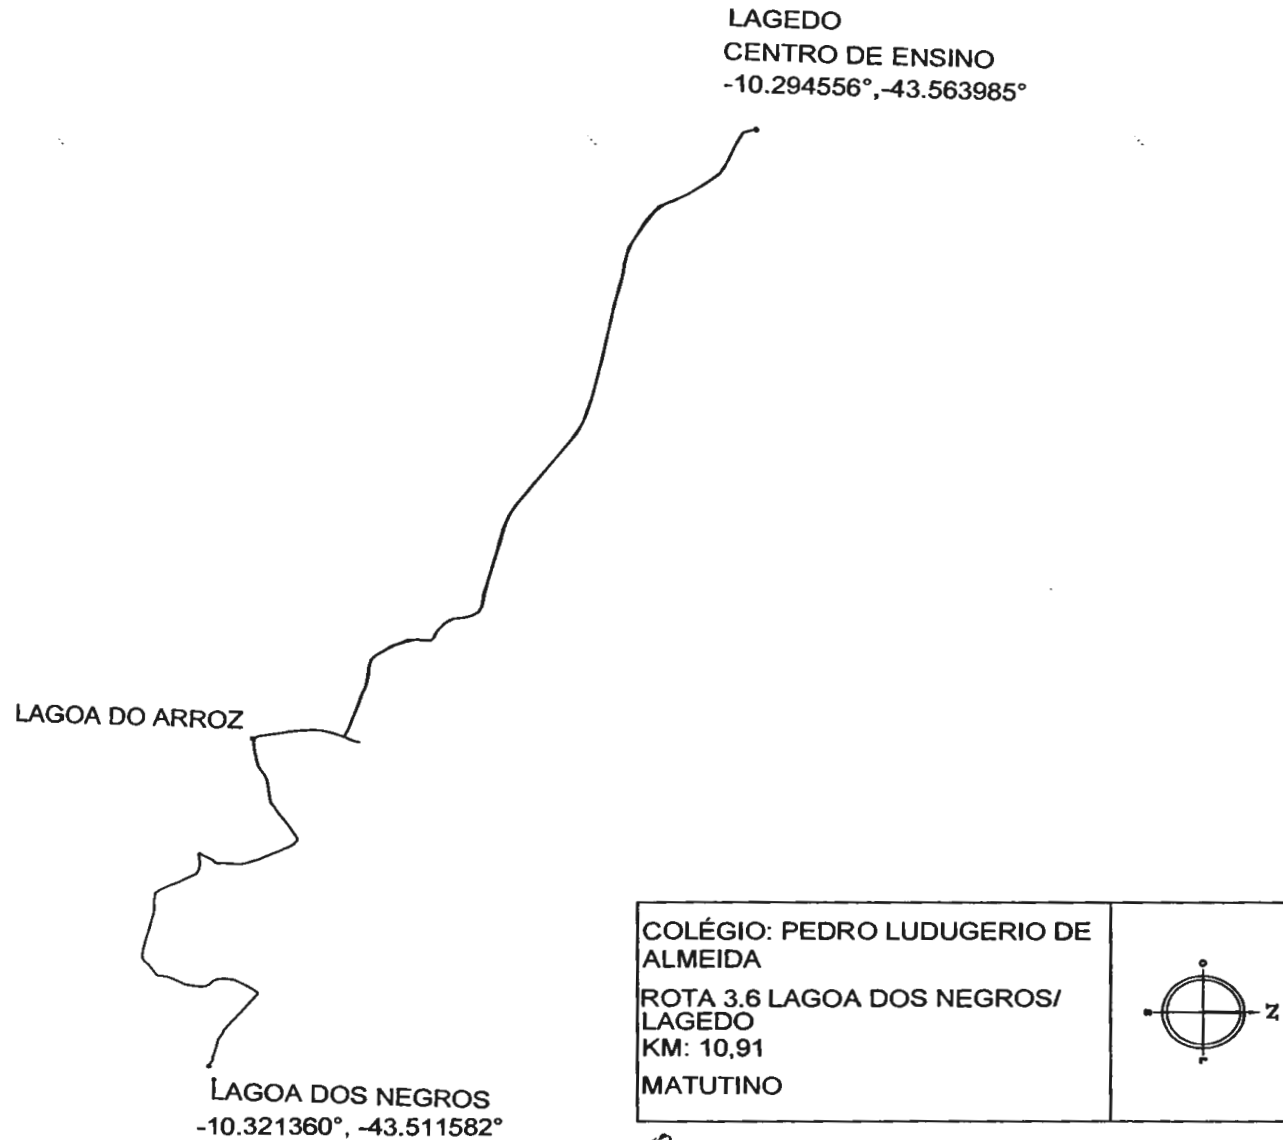 LAGEDO
CENTRO DE ENSINO
-10.294556°,-43.563985°
LAGOA DO ARROZ
LAGOA DOS NEGROS
-10.321360°, -43.511582°
COLÉGIO: PEDRO LUDUGERIO DE
ALMEIDA
ROTA 3.6 LAGOA DOS NEGROS/
LAGEDO
KM: 10,91
MATUTINO
N